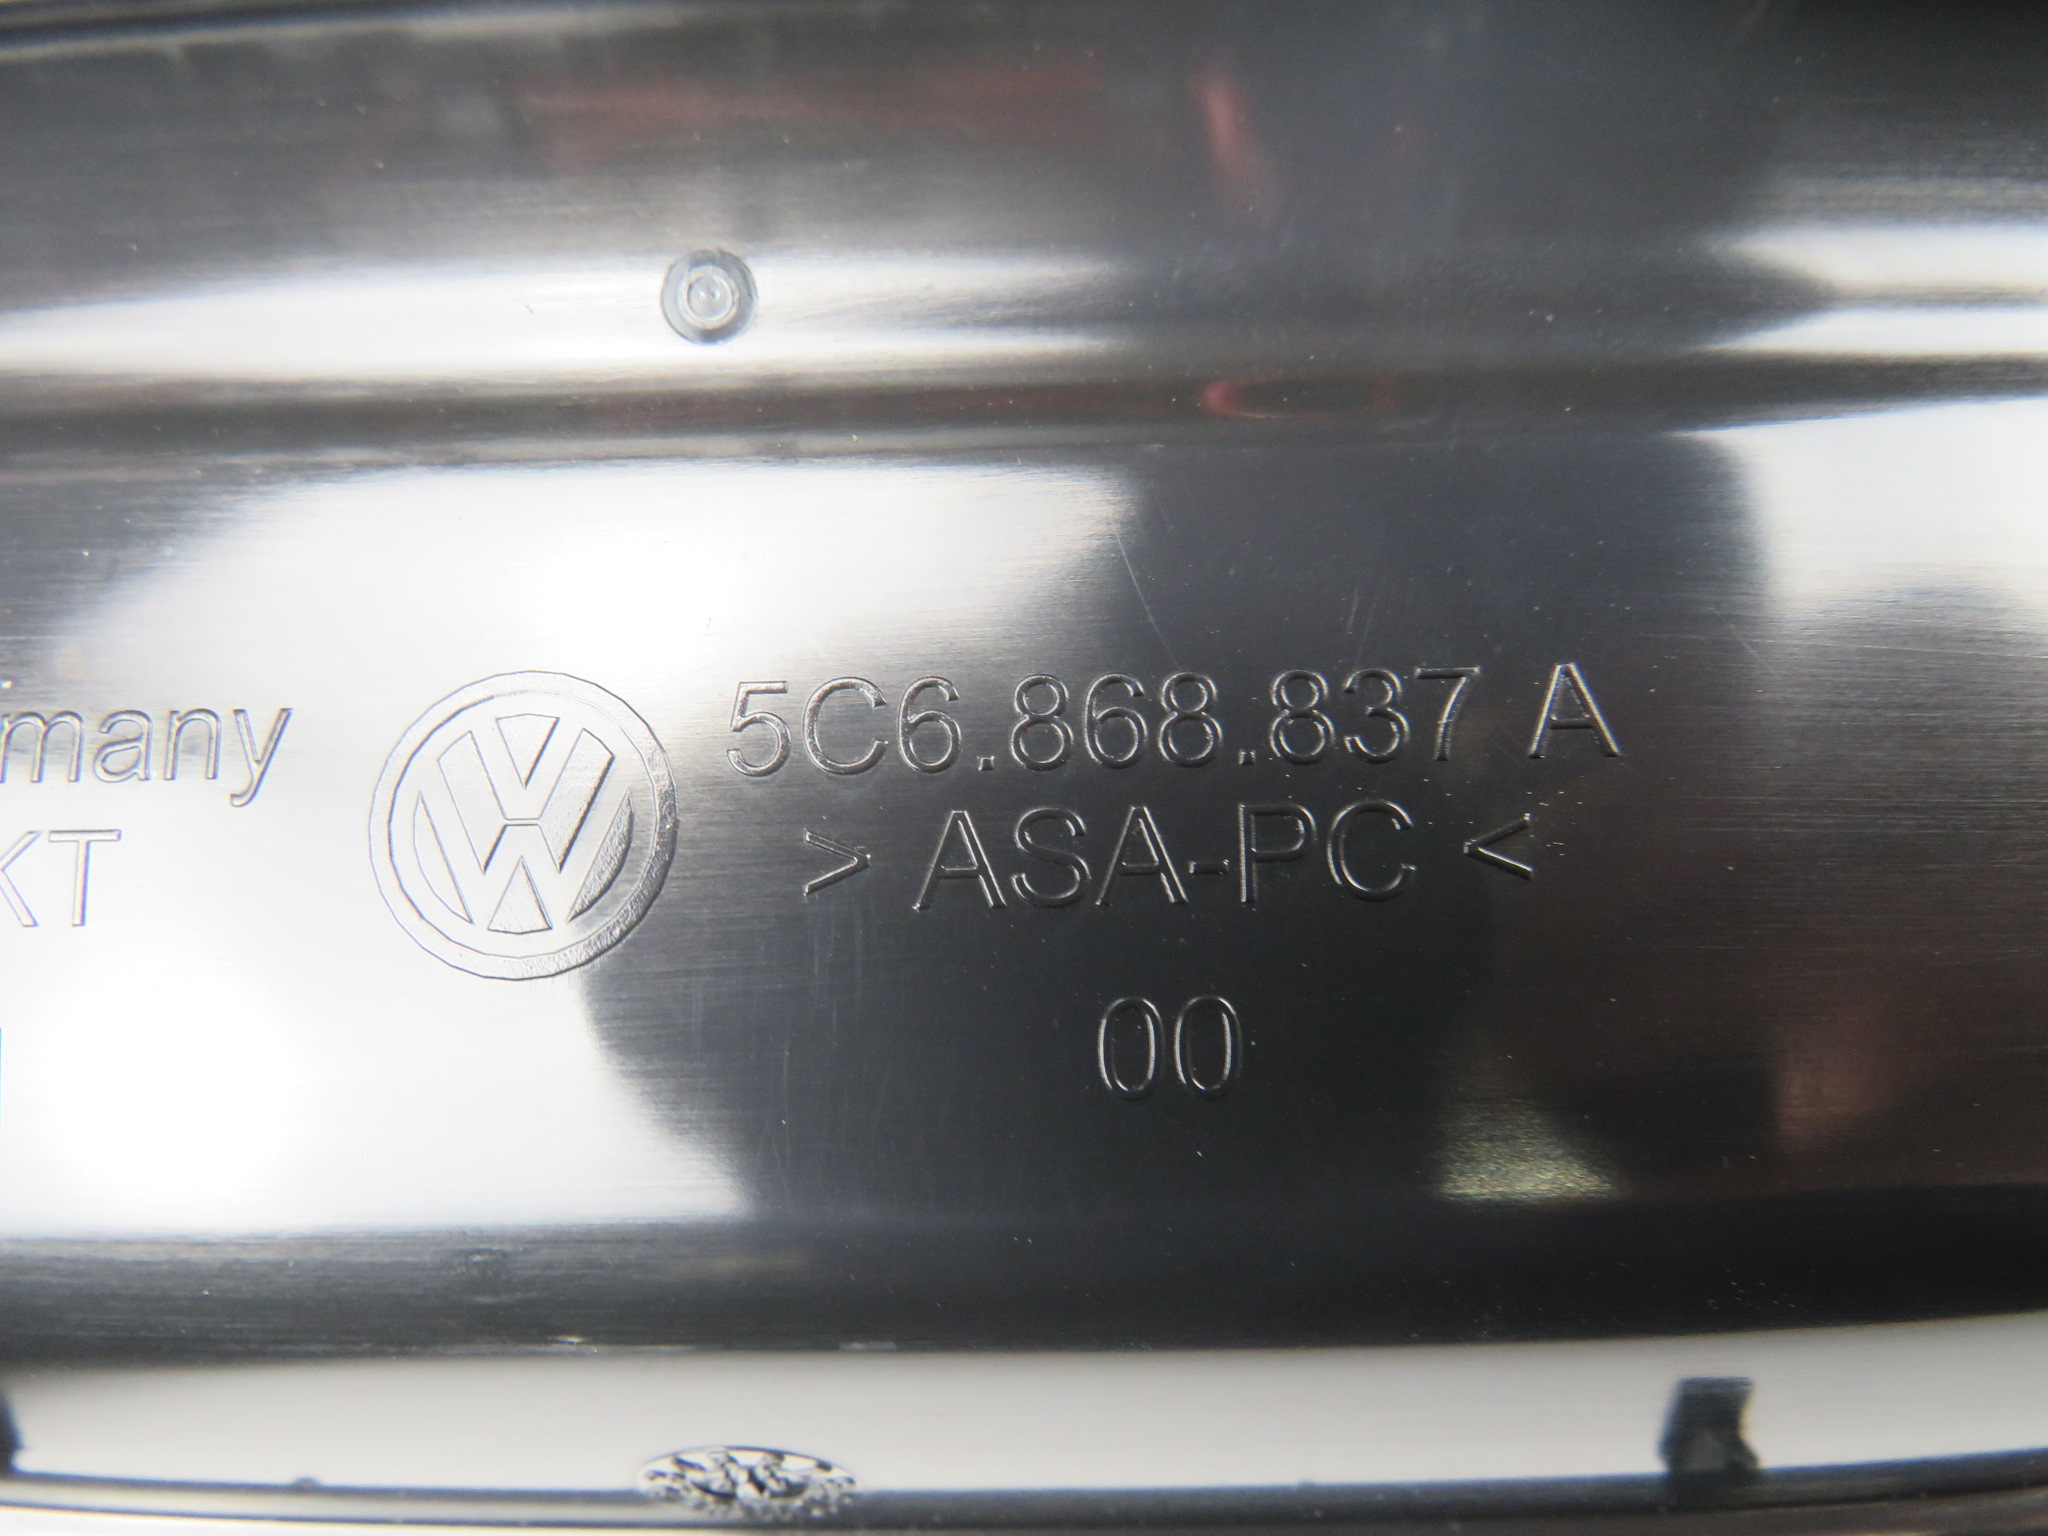 many
KT
5C6.868.837 A
> ASA-PC <
00